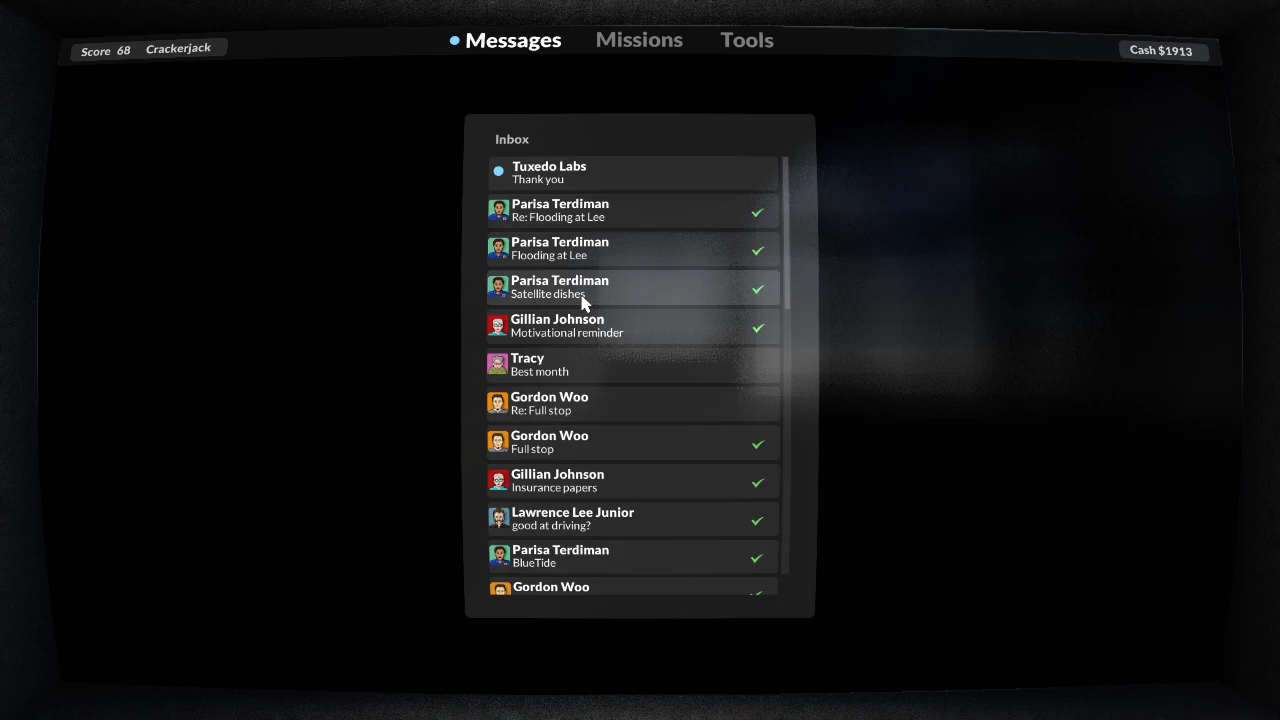 Score 68 Crackerjack
Messages Missions Tools
Cash $1913
Inbox
Tuxedo Labs
Thank you
Parisa Terdiman
Re: Flooding at Lee
Parisa Terdiman
Flooding at Lee
Parisa Terdiman
Satellite dishes
Gillian Johnson
Motivational reminder
Tracy
Best month
Gordon Woo
Re: Full stop
Gordon Woo
Full stop
Gillian Johnson
Insurance papers
Lawrence Lee Junior
good at driving?
Parisa Terdiman
BlueTide
Gordon Woo